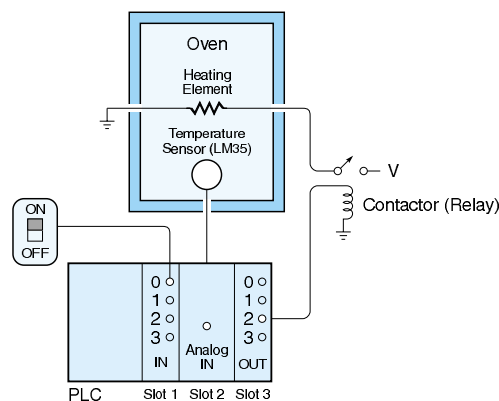 Oven
Heating
Element
Temperature
Sensor (LM35)
V
Contactor (Relay)
ON
OFF
0
1
2
3
IN
Analog
IN
0
1
2
3
OUT
PLC
Slot 1
Slot 2
Slot 3